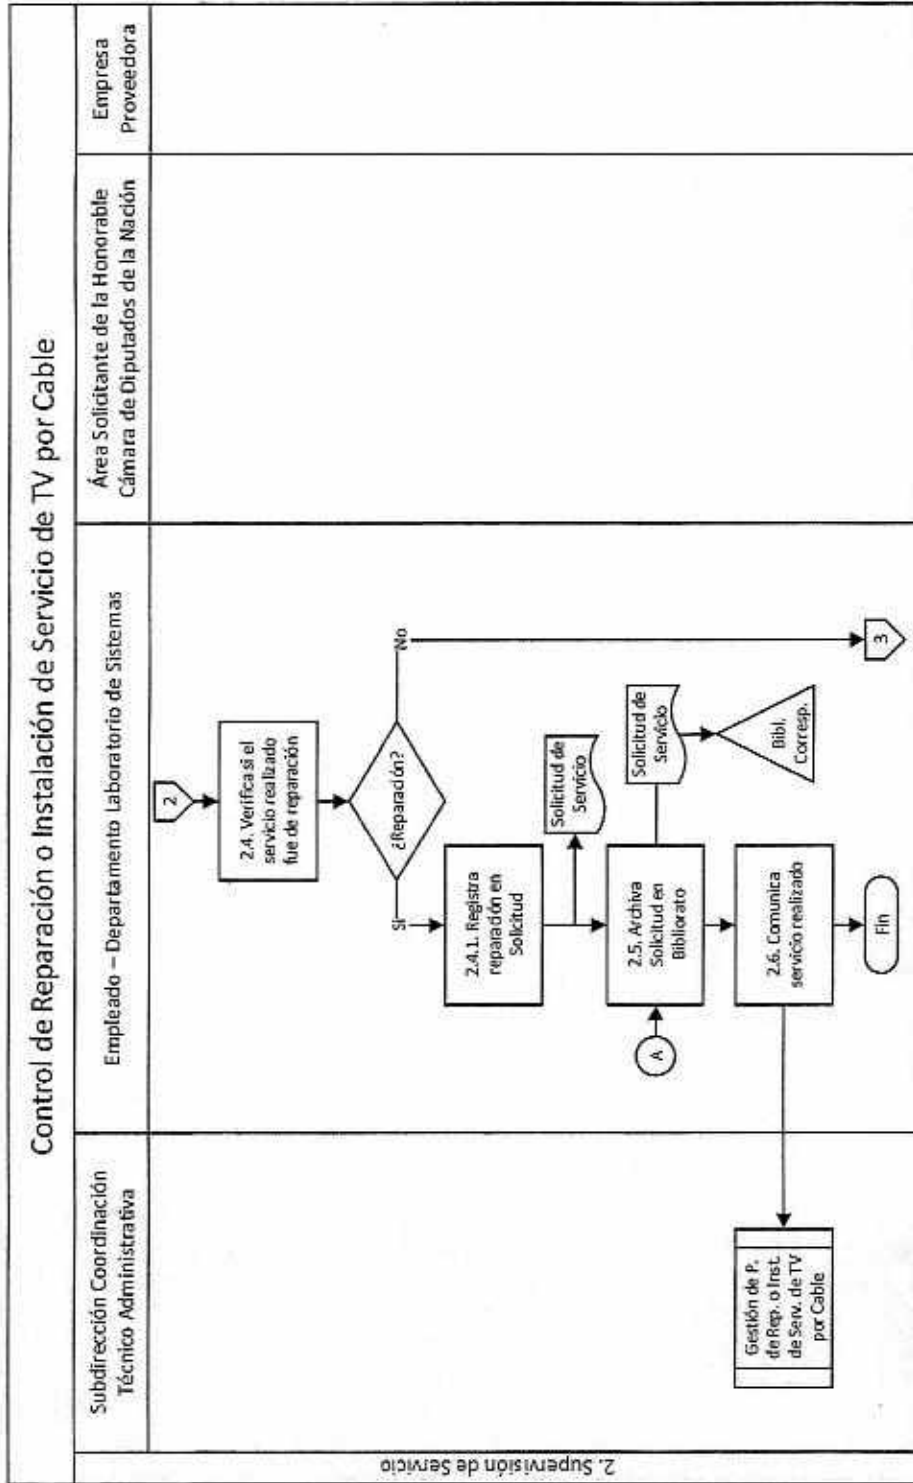 Control de Reparación o Instalación de Servicio de TV por Cable
Subdirección Coordinación
Técnico Administrativa
Empleado – Departamento Laboratorio de Sistemas
Área Solicitante de la Honorable
Cámara de Diputados de la Nación
Empresa
Proveedora
2. Supervisión de Servicio
2
2.4. Verifica si el
servicio realizado
fue de reparación
¿Reparación?
Si
No
2.4.1. Registra
reparación en
Solicitud
Solicitud de
Servicio
A
2.5. Archiva
Solicitud en
Bibliorato
Solicitud de
Servicio
Bibl.
Corresp.
2.6. Comunica
servicio realizado
Gestión de P.
de Rep. o Inst.
de Serv. de TV
por Cable
Fin
3